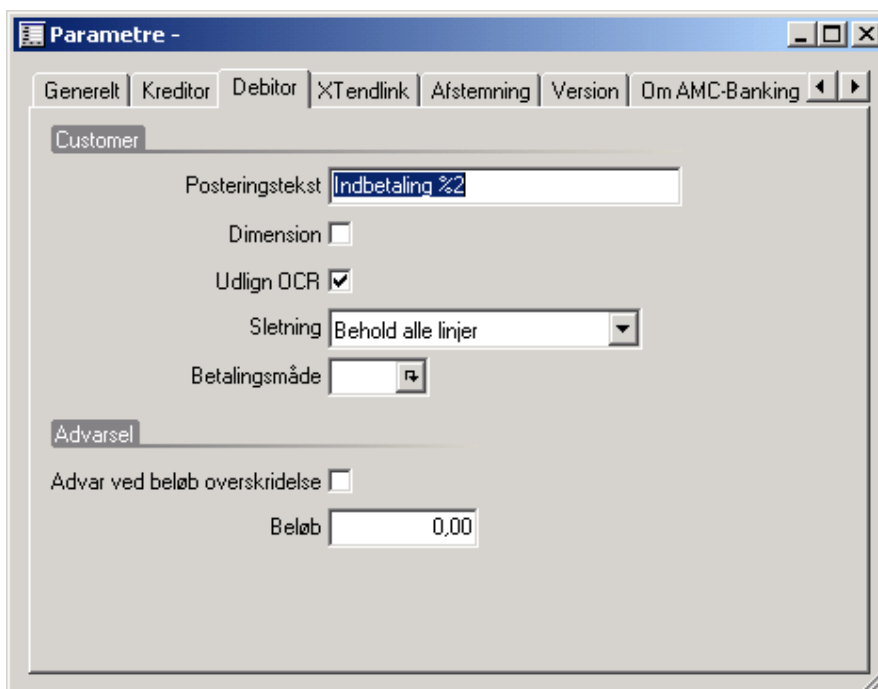 Parametre -
Generelt Kreditor Debitor XTendlink Afstemning Version Om AMC-Banking
Customer
Posteringstekst Indbetaling %2
Dimension
Udlign OCR
Sletning Behold alle linjer
Betalingsmåde
Advarsel
Advar ved beløb overskridelse
Beløb 0,00